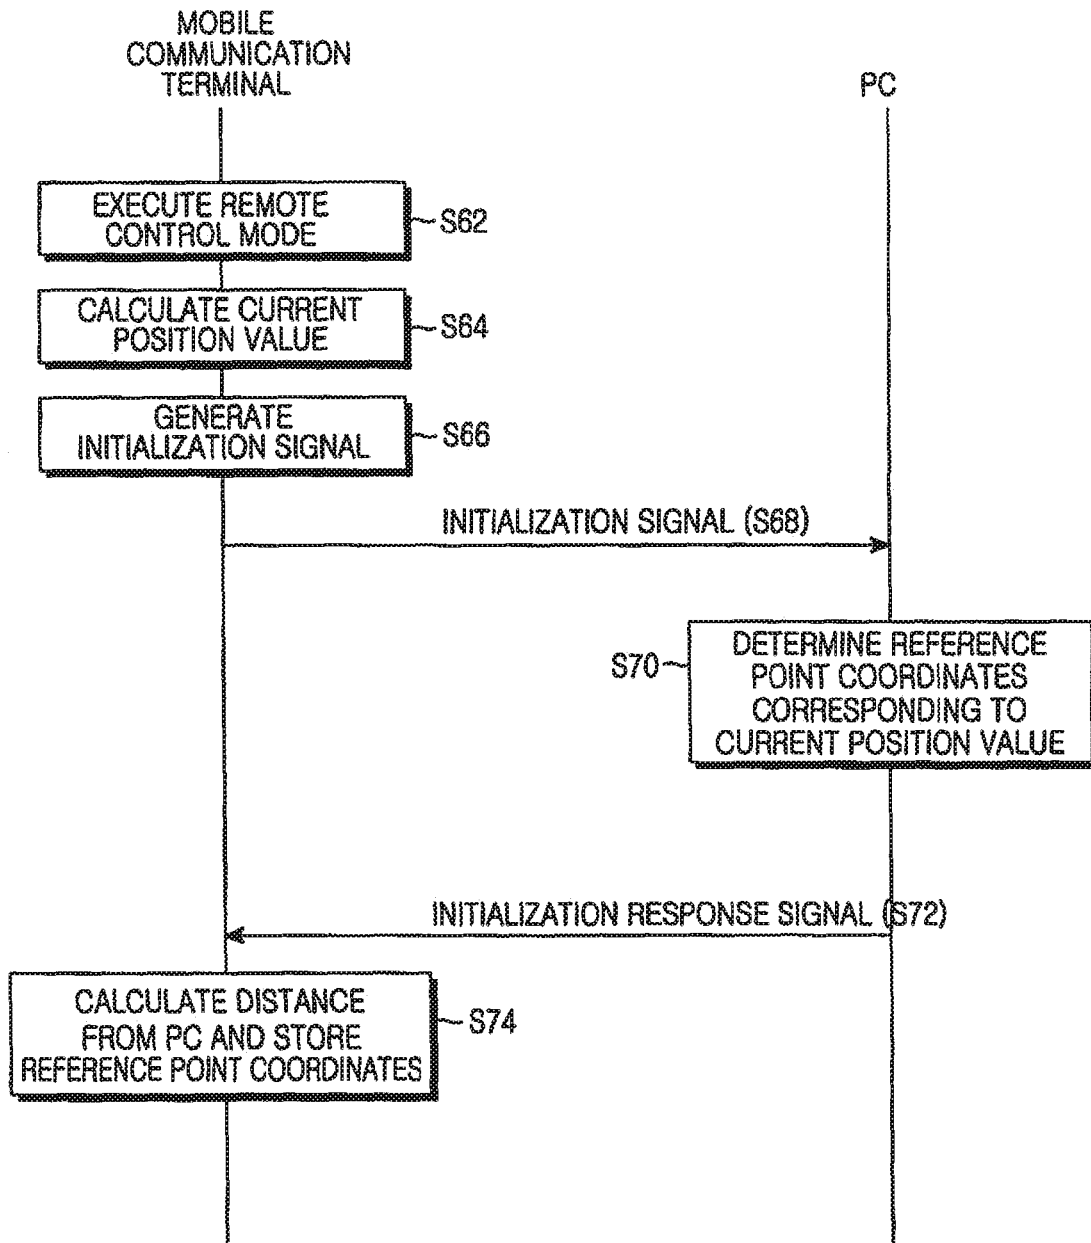 MOBILE
COMMUNICATION
TERMINAL
PC
EXECUTE REMOTE
CONTROL MODE
S62
CALCULATE CURRENT
POSITION VALUE
S64
GENERATE
INITIALIZATION SIGNAL
S66
INITIALIZATION SIGNAL (S68)
S70
DETERMINE REFERENCE
POINT COORDINATES
CORRESPONDING TO
CURRENT POSITION VALUE
INITIALIZATION RESPONSE SIGNAL (S72)
CALCULATE DISTANCE
FROM PC AND STORE
REFERENCE POINT COORDINATES
S74